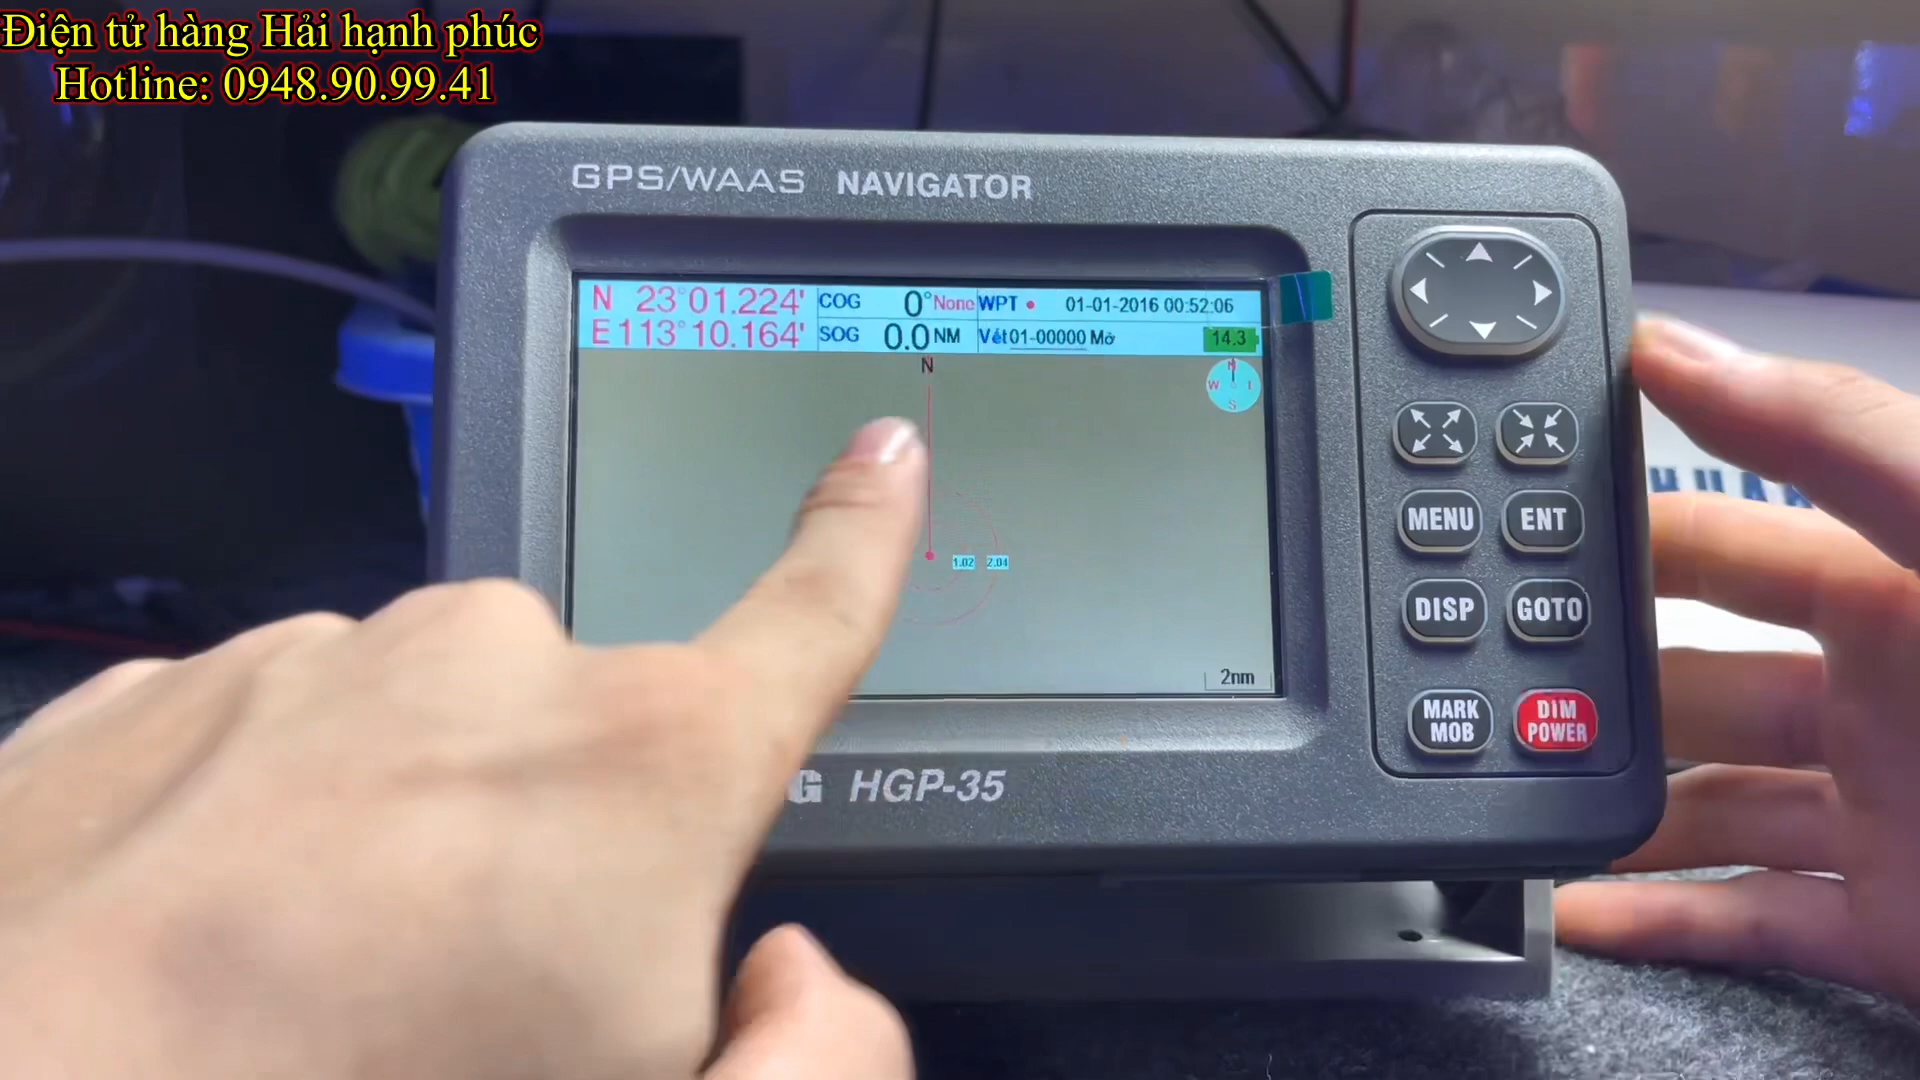 Điện tử hàng Hải hạnh phúc
Hotline: 0948.90.99.41
GPS/WAAS NAVIGATOR
N 23°01.224' COG 0° None WPT 01-01-2016 00:52:06
E 113°10.164' SOG 0.0 NM Vết01-00000 Mở 14.3
N
N
W
S
1.02 2.04
2nm
MENU ENT
DISP GOTO
MARK MOB
DIM POWER
G HGP-35